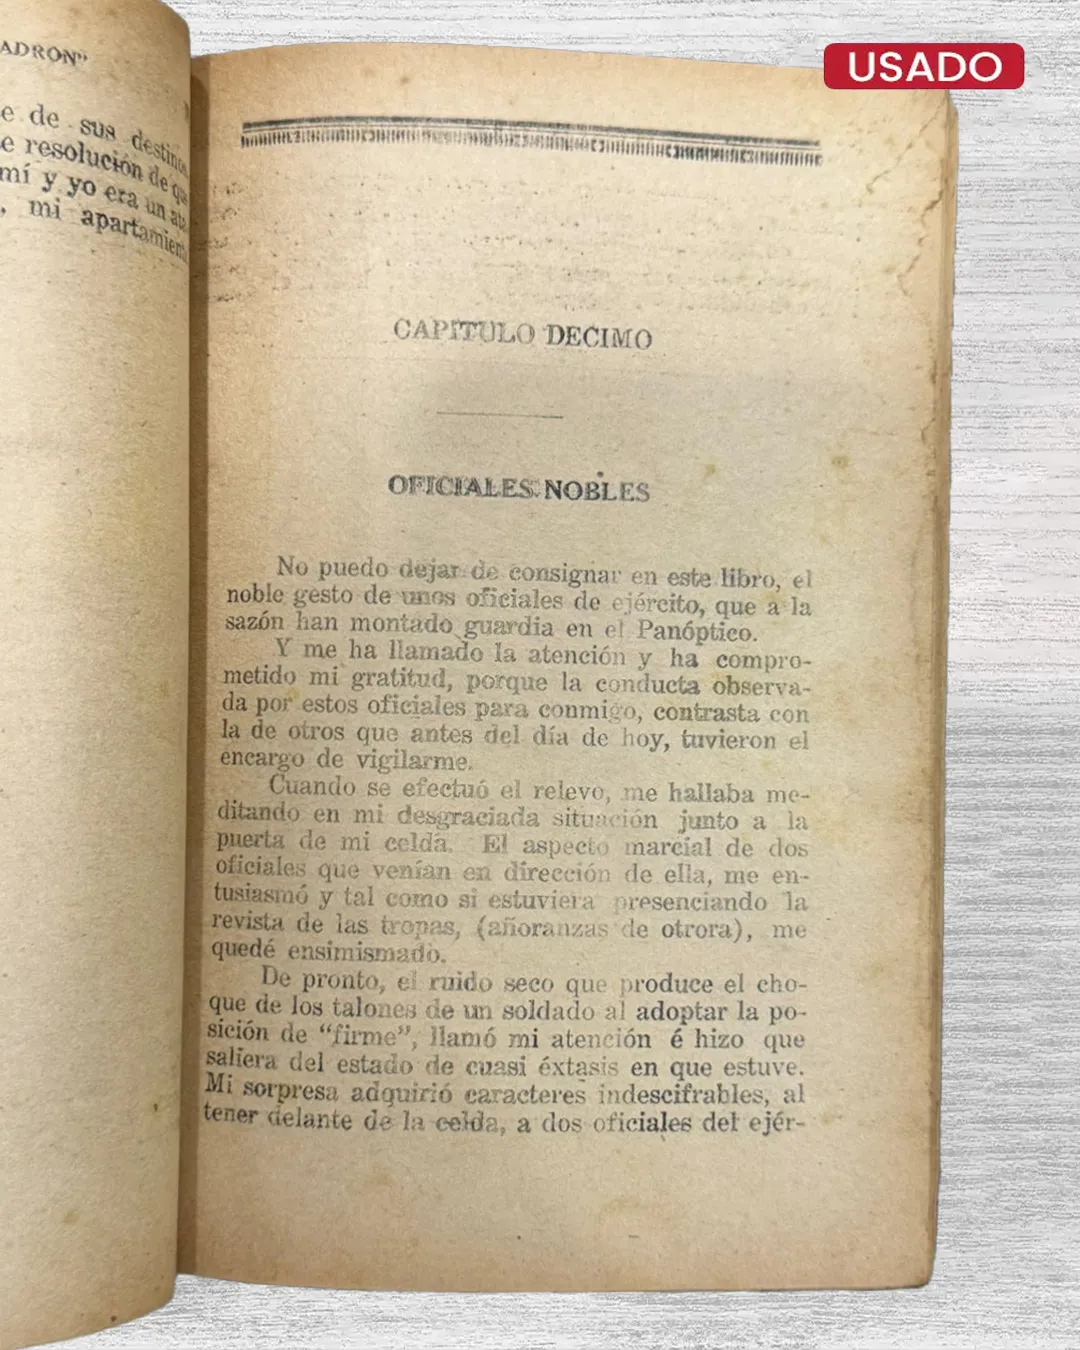 ADRON"
e de sus destinos
e resolución de que
mí y yo era un
, mi
USADO
CAPITULO DECIMO
OFICIALES NOBLES
No puedo dejar de consignar en este libro, el
noble gesto de unos oficiales de ejército, que a la
sazón han montado guardia en el Panóptico.
Y me ha llamado la atención y ha compro-
metido mi gratitud, porque la conducta observa-
da por estos oficiales para conmigo, contrasta con
la de otros que antes del día de hoy, tuvieron el
encargo de vigilarme.
Cuando se efectuó el relevo, me hallaba me-
ditando en mi desgraciada situación junto a la
puerta de mi celda. El aspecto marcial de dos
oficiales que venían en dirección de ella, me en-
tusiasmó y tal como si estuviera presenciando la
revista de las tropas, (añoranzas de otrora), me
quedé ensimismado.
De pronto, el ruido seco que produce el cho-
que de los talones de un soldado al adoptar la po-
sición de "firme", llamó mi atención é hizo que
saliera del estado de cuasi éxtasis en que estuve.
Mi sorpresa adquirió caracteres indescifrables, al
tener delante de la celda, a dos oficiales del ejér-